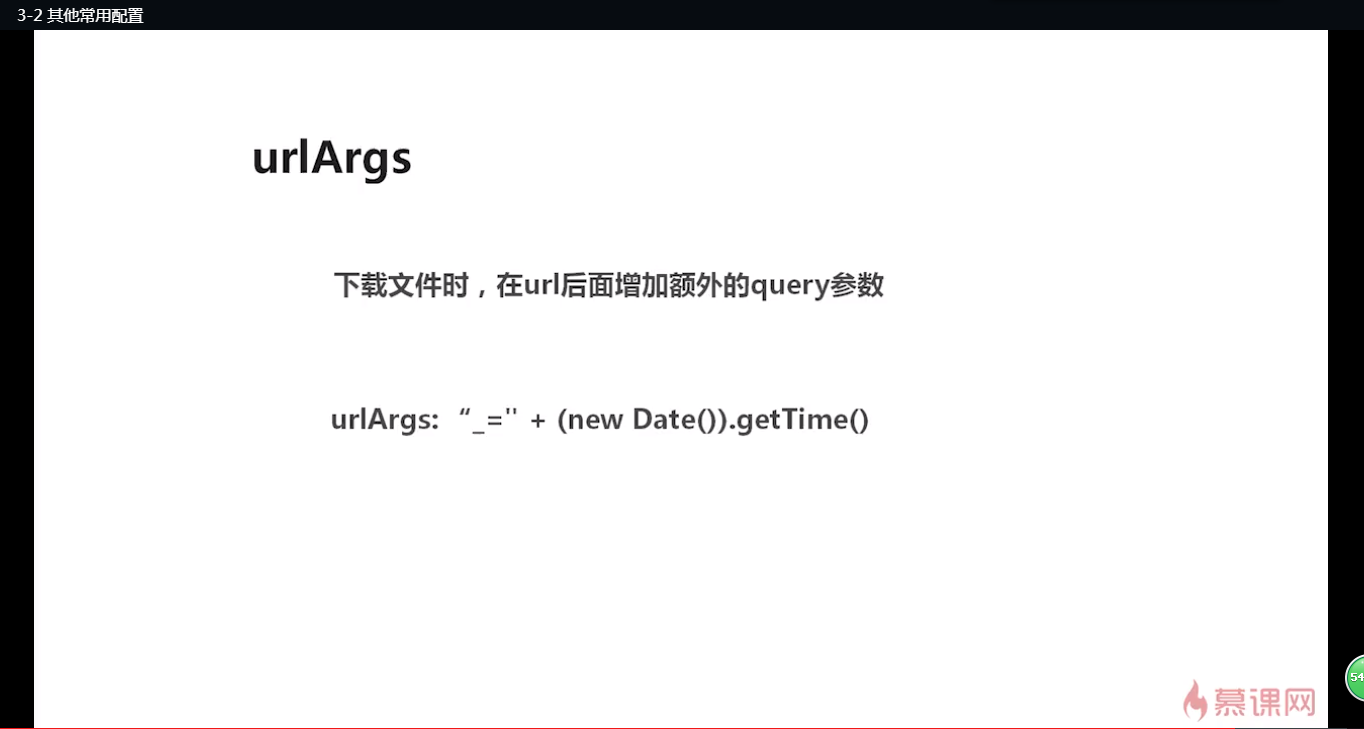 3-2 其他常用配置
urlArgs
下载文件时，在url后面增加额外的query参数
urlArgs: “_=" + (new Date()).getTime()
54
慕课网